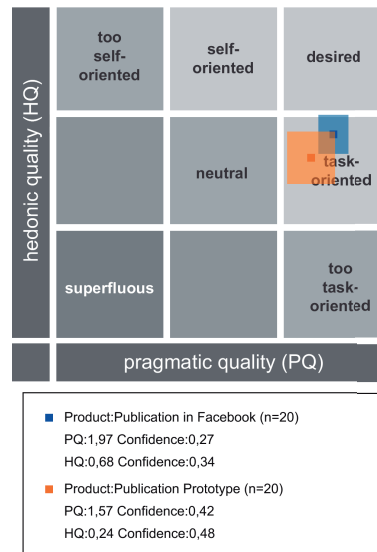 too
self-
oriented
self-
oriented
desired
neutral
task-
oriented
superfluous
too
task-
oriented
hedonic quality (HQ)
pragmatic quality (PQ)
Product:Publication in Facebook (n=20)
PQ:1,97 Confidence:0,27
HQ:0,68 Confidence:0,34
Product:Publication Prototype (n=20)
PQ:1,57 Confidence:0,42
HQ:0,24 Confidence:0,48